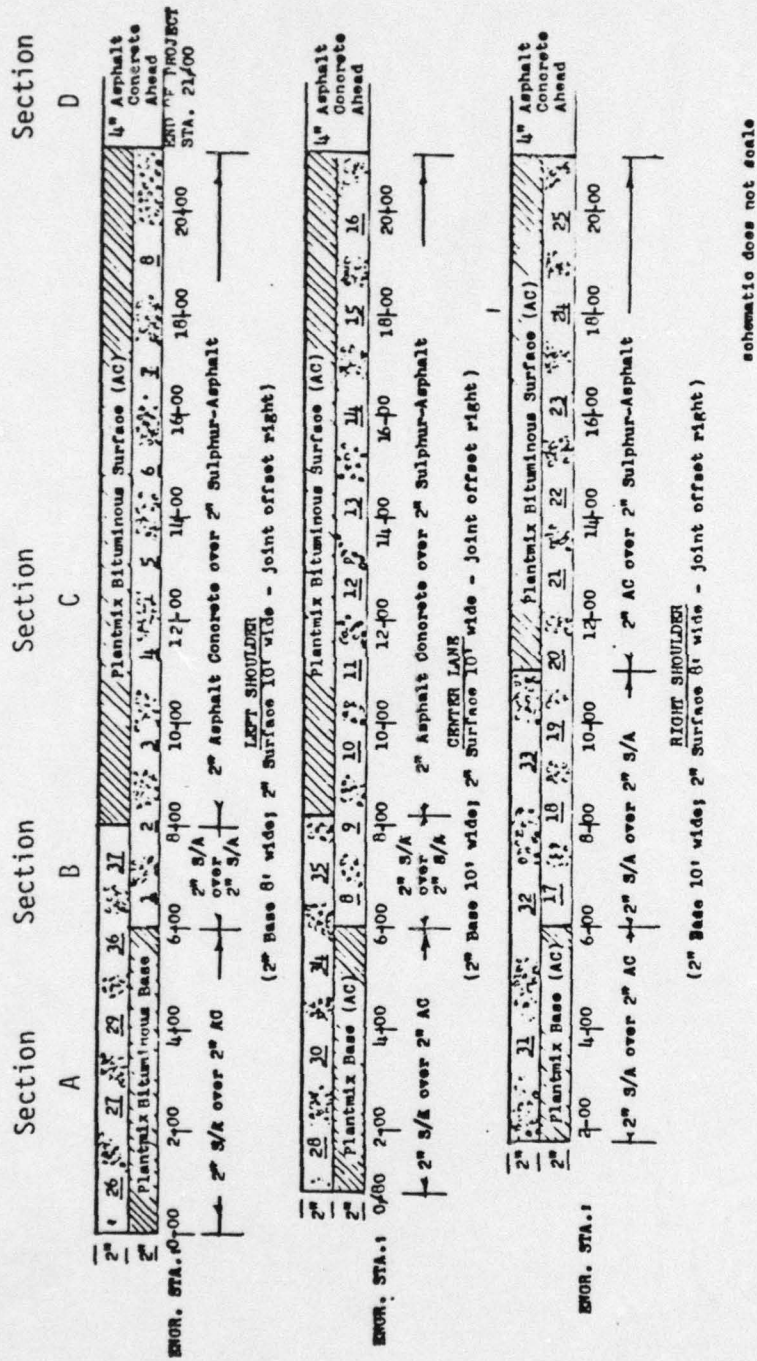 Section Section Section Section
A B C D
2" 26 27 29 36 37 Plantmix Bituminous Surface (AC) 4" Asphalt
Concrete
Ahead
2" Plantmix Bituminous Base 1 2 3 4 5 6 7 8
END OF PROJECT
STA. 21+00
ENGR. STA.: 0+00 2+00 4+00 6+00 8+00 10+00 12+00 14+00 16+00 18+00 20+00
2" S/A over 2" AC
2" S/A
over
2" S/A
2" Asphalt Concrete over 2" Sulphur-Asphalt
LEFT SHOULDER
(2" Base 8' wide; 2" Surface 10' wide - joint offset right)
2" 28 30 34 35 Plantmix Bituminous Surface (AC) 4" Asphalt
Concrete
Ahead
2" Plantmix Base (AC) 8 9 10 11 12 13 14 15 16
ENGR. STA.: 0+80 2+00 4+00 6+00 8+00 10+00 12+00 14+00 16+00 18+00 20+00
2" S/A over 2" AC
2" S/A
over
2" S/A
2" Asphalt Concrete over 2" Sulphur-Asphalt
CENTER LANE
(2" Base 10' wide; 2" Surface 10' wide - joint offset right)
2" 31 32 33 Plantmix Bituminous Surface (AC) 4" Asphalt
Concrete
Ahead
2" Plantmix Base (AC) 17 18 19 20 21 22 23 24 25
ENGR. STA.: 2+00 4+00 6+00 8+00 10+00 12+00 14+00 16+00 18+00 20+00
2" S/A over 2" AC 2" S/A over 2" S/A 2" AC over 2" Sulphur-Asphalt
RIGHT SHOULDER
(2" Base 10' wide; 2" Surface 8' wide - joint offset right)
schematic does not scale